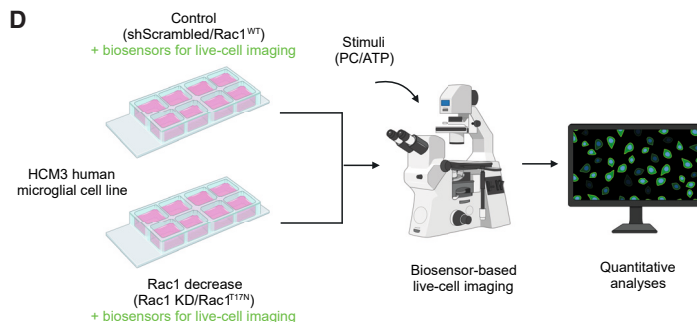 D
Control
(shScrambled/Rac1WT)
+ biosensors for live-cell imaging
Stimuli
(PC/ATP)
HCM3 human
microglial cell line
Rac1 decrease
(Rac1 KD/Rac1T17N)
+ biosensors for live-cell imaging
Biosensor-based
live-cell imaging
Quantitative
analyses